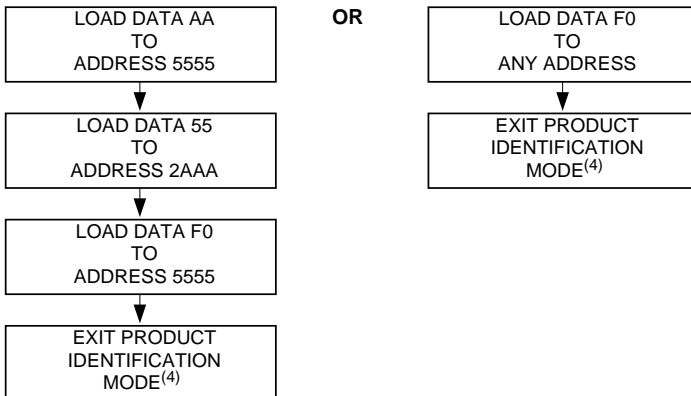 LOAD DATA AA
TO
ADDRESS 5555
LOAD DATA 55
TO
ADDRESS 2AAA
LOAD DATA F0
TO
ADDRESS 5555
EXIT PRODUCT
IDENTIFICATION
MODE(4)
OR
LOAD DATA F0
TO
ANY ADDRESS
EXIT PRODUCT
IDENTIFICATION
MODE(4)